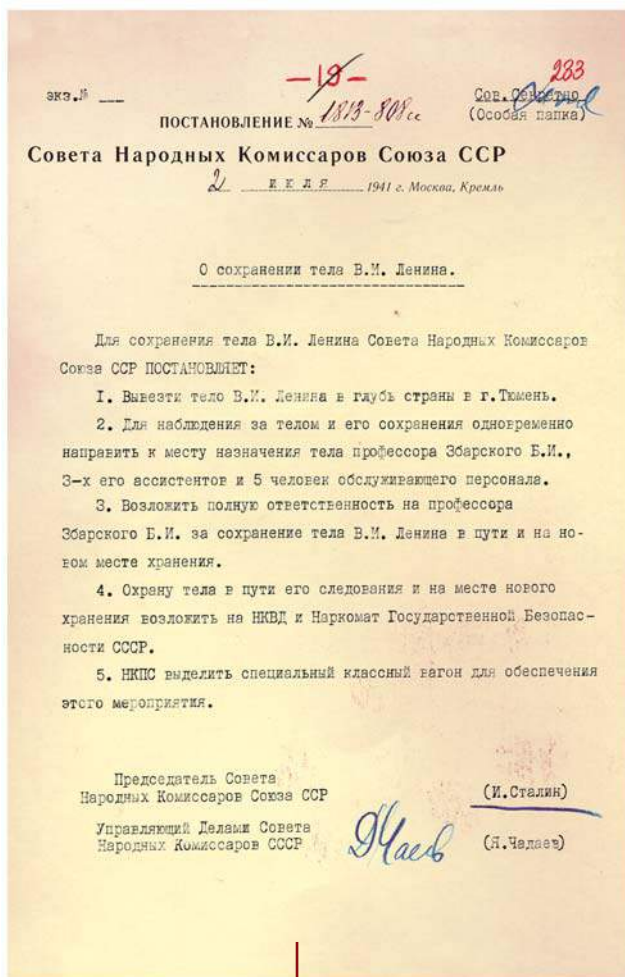 —19—
233
экз.№
Сов.Секретно
(Особая папка)
ПОСТАНОВЛЕНИЕ № 1813-808сс
Совета Народных Комиссаров Союза ССР
2 июля 1941 г. Москва, Кремль
О сохранении тела В.И. Ленина.
Для сохранения тела В.И. Ленина Совета Народных Комиссаров
Союза ССР ПОСТАНОВЛЯЕТ:
I. Вывезти тело В.И. Ленина в глубь страны в г.Тюмень.
2. Для наблюдения за телом и его сохранения одновременно
направить к месту назначения тела профессора Збарского Б.И.,
3-х его ассистентов и 5 человек обслуживающего персонала.
3. Возложить полную ответственность на профессора
Збарского Б.И. за сохранение тела В.И. Ленина в пути и на но-
вом месте хранения.
4. Охрану тела в пути его следования и на месте нового
хранения возложить на НКВД и Наркомат Государственной Безопас-
ности СССР.
5. НКПС выделить специальный классный вагон для обеспечения
этого мероприятия.
Председатель Совета
Народных Комиссаров Союза ССР
(И.Сталин)
Управляющий Делами Совета
Народных Комиссаров СССР
(Я.Чадаев)